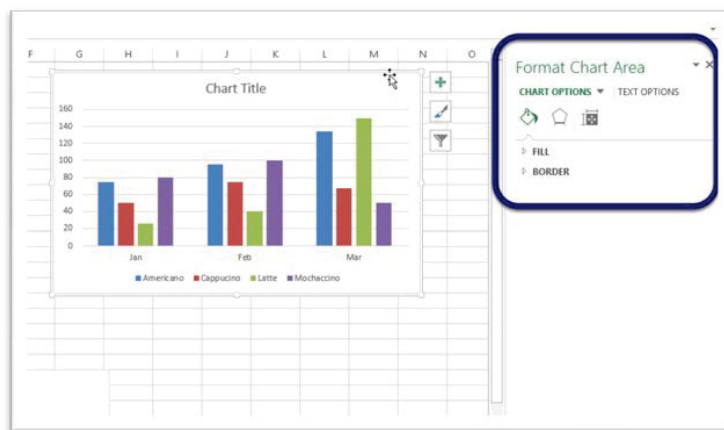 F G H I J K L M N O
Chart Title
160
140
120
100
80
60
40
20
0
Jan Feb Mar
Americano Cappucino Latte Mochaccino
Format Chart Area
CHART OPTIONS TEXT OPTIONS
FILL
BORDER